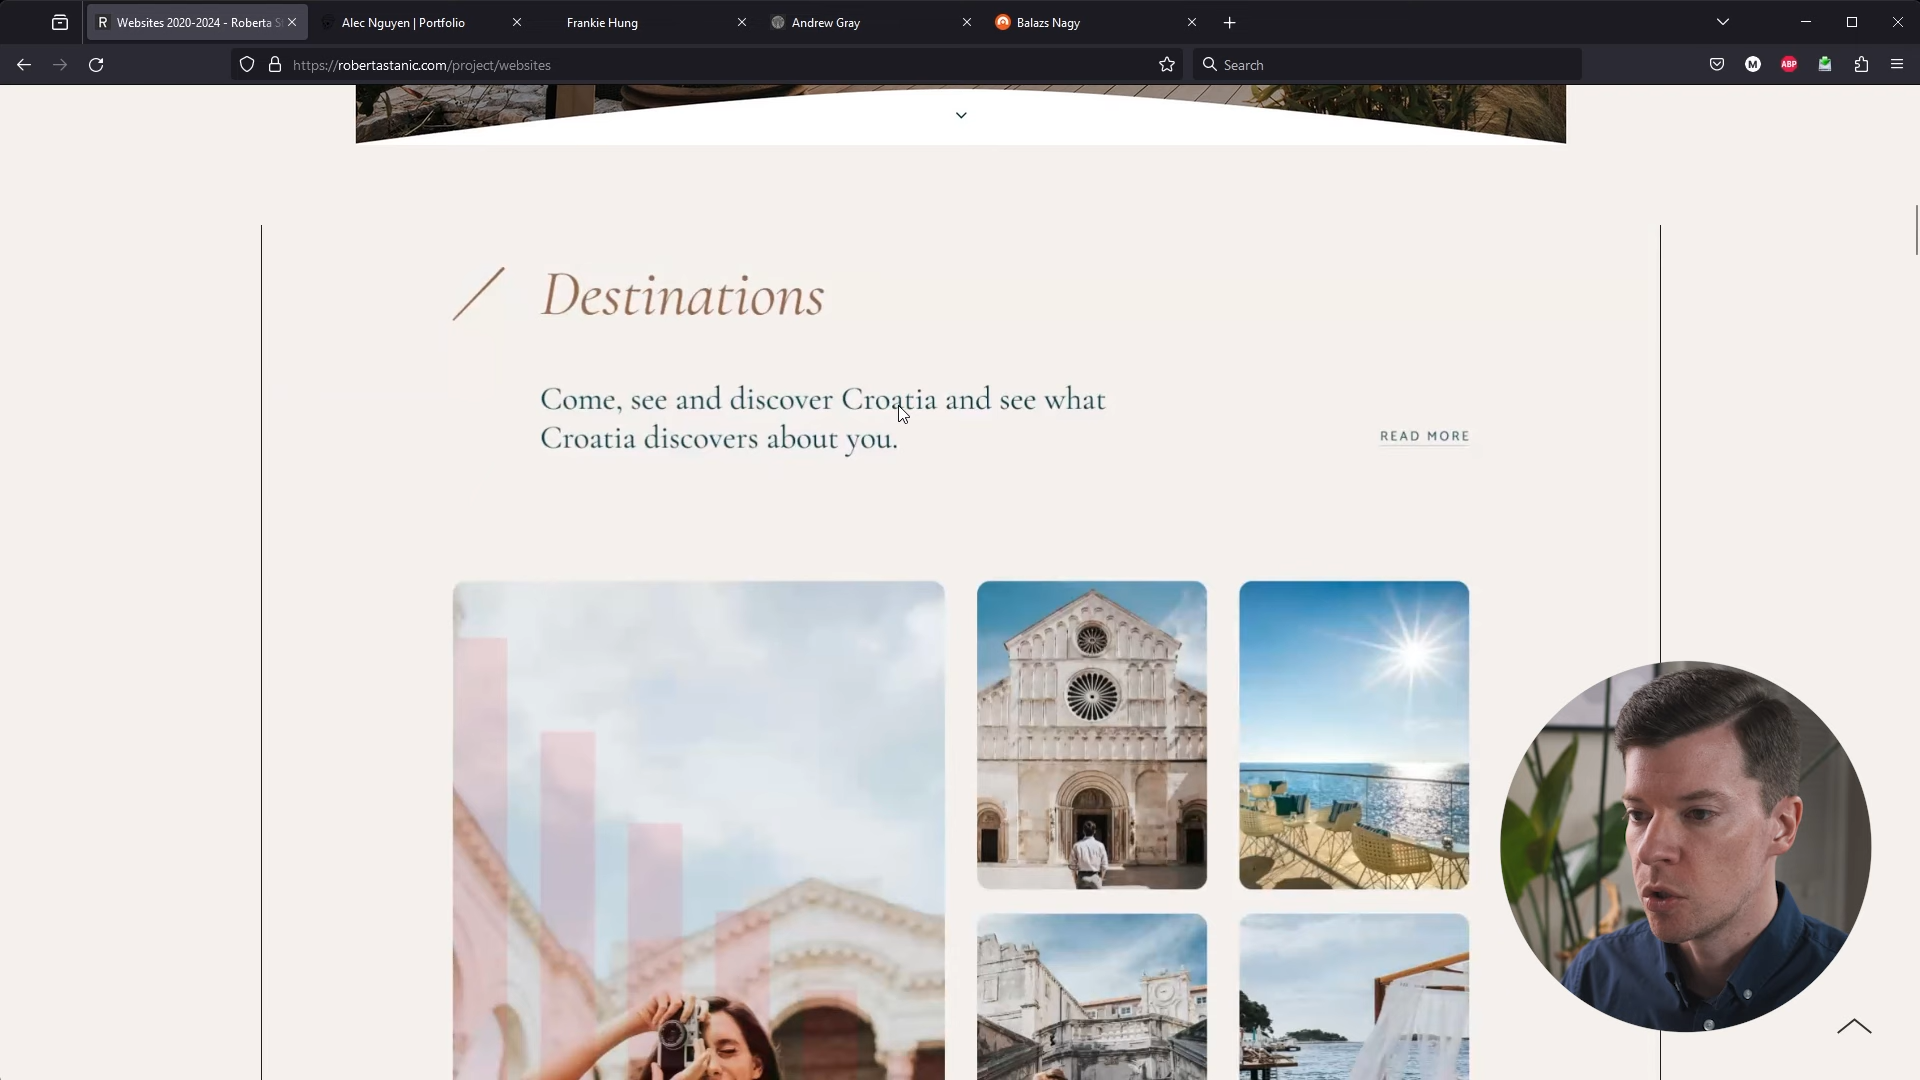 Websites 2020-2024 - Roberta
Alec Nguyen | Portfolio
Frankie Hung
Andrew Gray
Balazs Nagy
https://robertastanic.com/project/websites
Search
M
ABP
Destinations
Come, see and discover Croatia and see what
Croatia discovers about you.
READ MORE